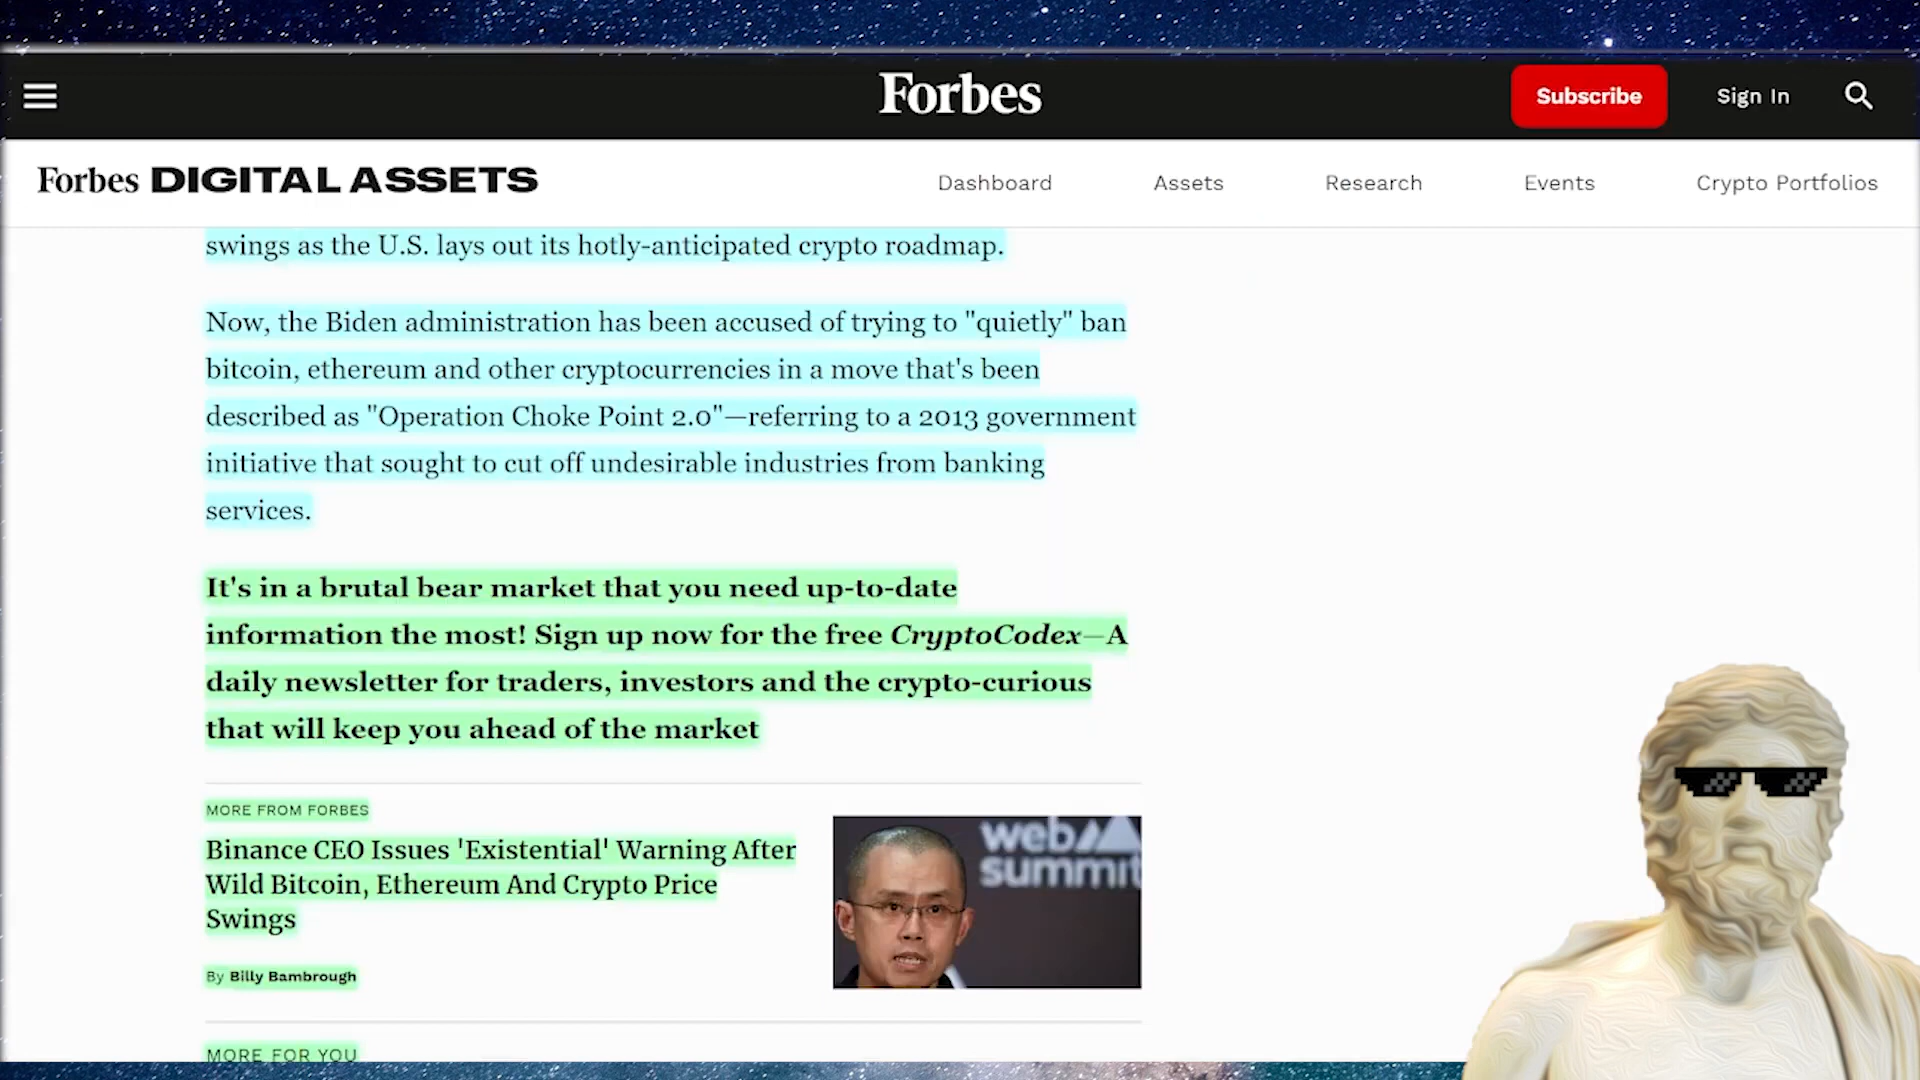 Forbes
Subscribe
Sign In
Forbes DIGITAL ASSETS
Dashboard
Assets
Research
Events
Crypto Portfolios
swings as the U.S. lays out its hotly-anticipated crypto roadmap.
Now, the Biden administration has been accused of trying to "quietly" ban
bitcoin, ethereum and other cryptocurrencies in a move that's been
described as "Operation Choke Point 2.0"—referring to a 2013 government
initiative that sought to cut off undesirable industries from banking
services.
It's in a brutal bear market that you need up-to-date
information the most! Sign up now for the free CryptoCodex—A
daily newsletter for traders, investors and the crypto-curious
that will keep you ahead of the market
MORE FROM FORBES
Binance CEO Issues 'Existential' Warning After
Wild Bitcoin, Ethereum And Crypto Price
Swings
By Billy Bambrough
web
summit
MORE FOR YOU